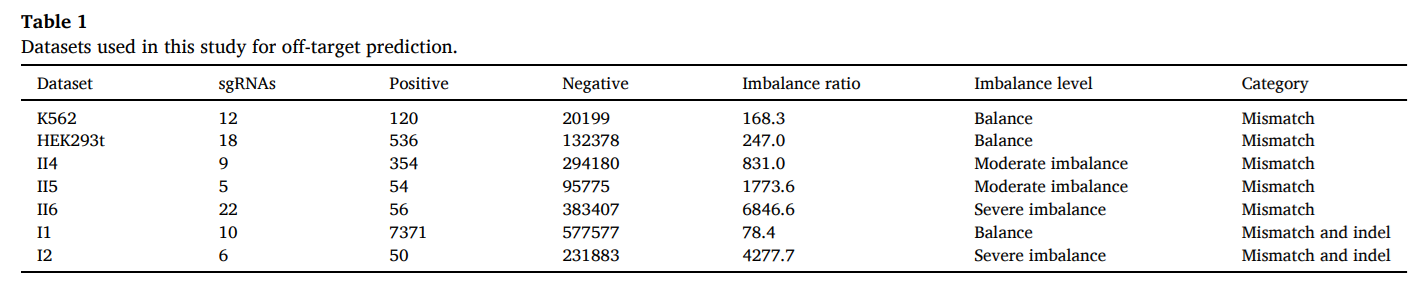 Table 1
Datasets used in this study for off-target prediction.
Dataset sgRNAs Positive Negative Imbalance ratio Imbalance level Category
K562 12 120 20199 168.3 Balance Mismatch
HEK293t 18 536 132378 247.0 Balance Mismatch
II4 9 354 294180 831.0 Moderate imbalance Mismatch
II5 5 54 95775 1773.6 Moderate imbalance Mismatch
II6 22 56 383407 6846.6 Severe imbalance Mismatch
I1 10 7371 577577 78.4 Balance Mismatch and indel
I2 6 50 231883 4277.7 Severe imbalance Mismatch and indel